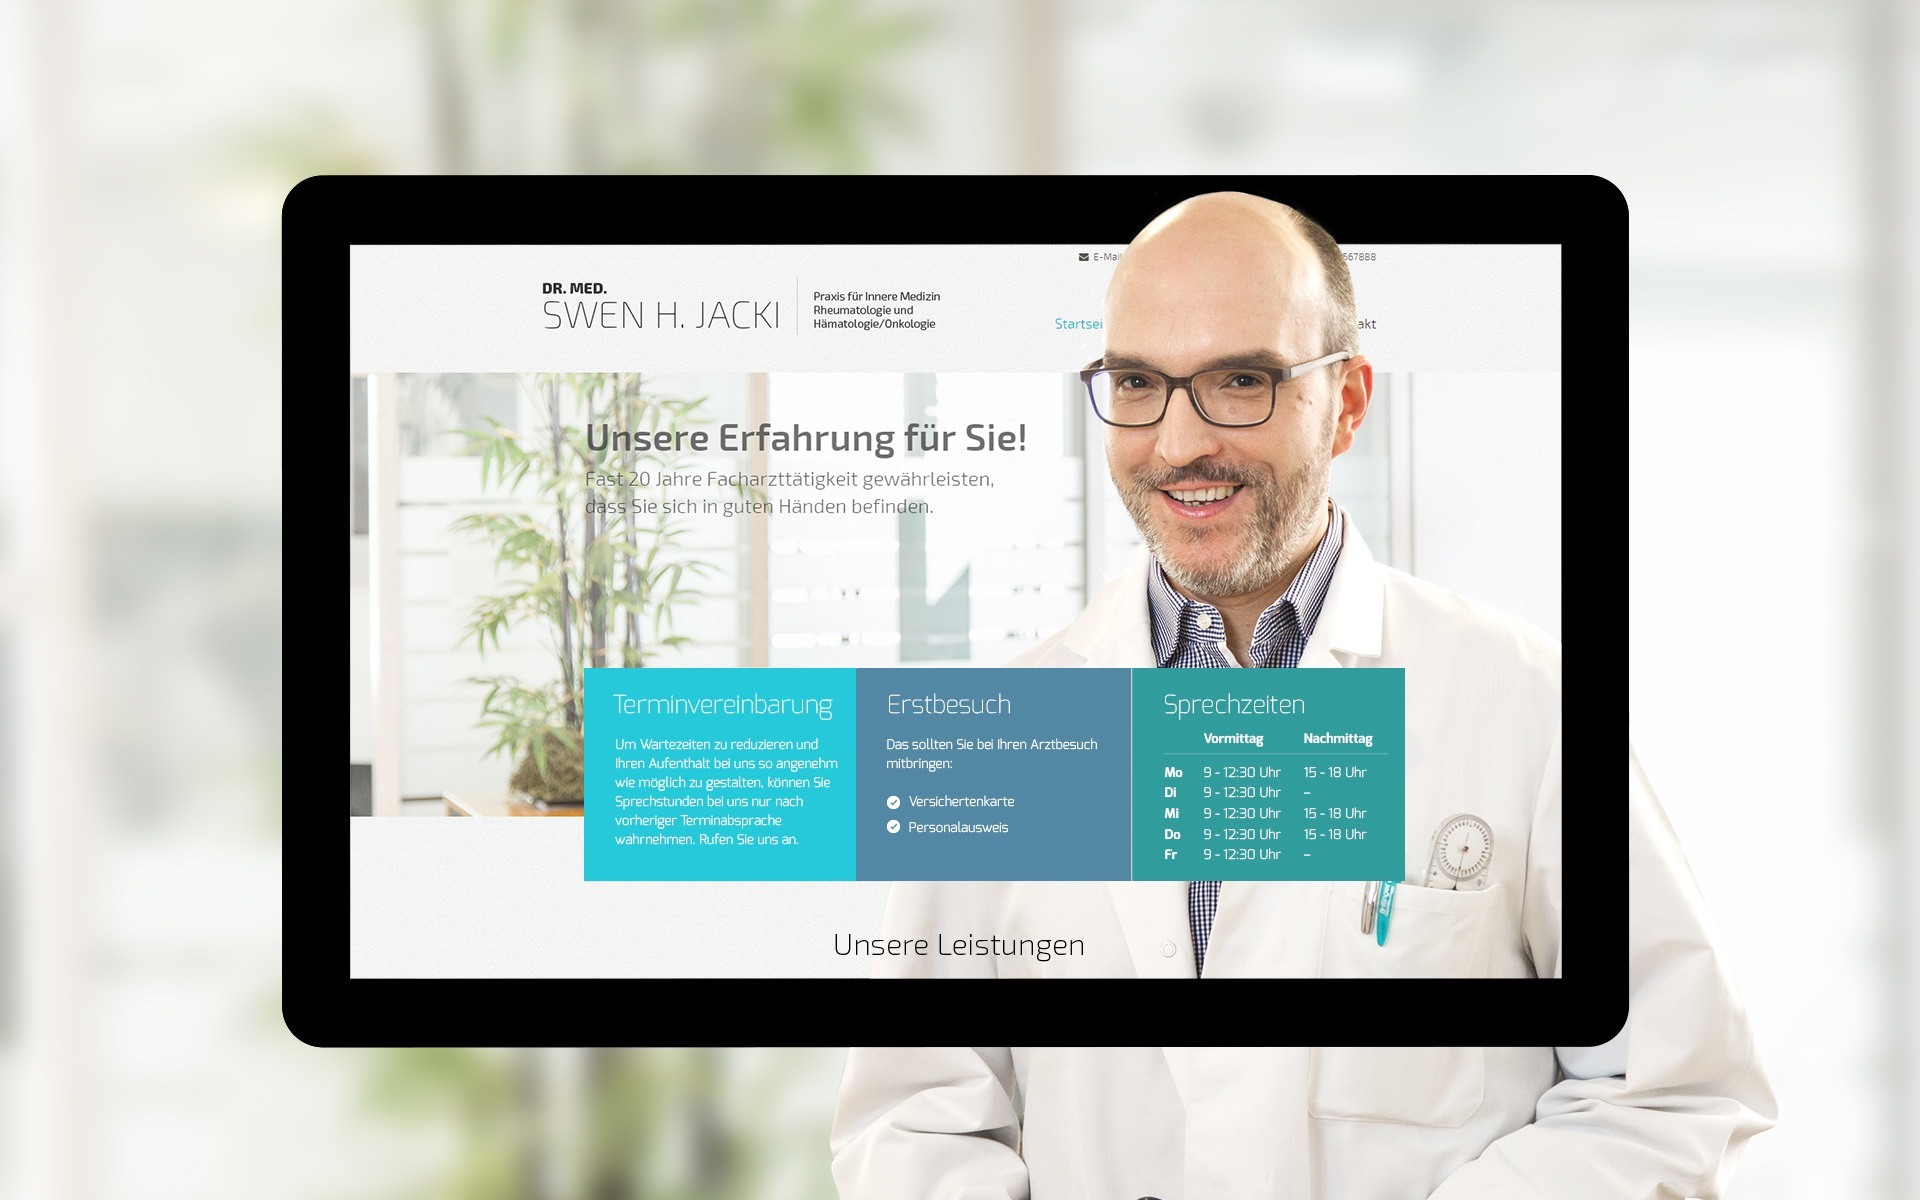 E-Mail
567888
DR. MED.
SWEN H. JACKI
Praxis für Innere Medizin
Rheumatologie und
Hämatologie/Onkologie
Startsei
akt
Unsere Erfahrung für Sie!
Fast 20 Jahre Facharzttätigkeit gewährleisten,
dass Sie sich in guten Händen befinden.
Terminvereinbarung
Um Wartezeiten zu reduzieren und
Ihren Aufenthalt bei uns so angenehm
wie möglich zu gestalten, können Sie
Sprechstunden bei uns nur nach
vorheriger Terminabsprache
wahrnehmen. Rufen Sie uns an.
Erstbesuch
Das sollten Sie bei Ihren Arztbesuch
mitbringen:
Versichertenkarte
Personalausweis
Sprechzeiten
Vormittag Nachmittag
Mo 9 - 12:30 Uhr 15 - 18 Uhr
Di 9 - 12:30 Uhr –
Mi 9 - 12:30 Uhr 15 - 18 Uhr
Do 9 - 12:30 Uhr 15 - 18 Uhr
Fr 9 - 12:30 Uhr –
Unsere Leistungen